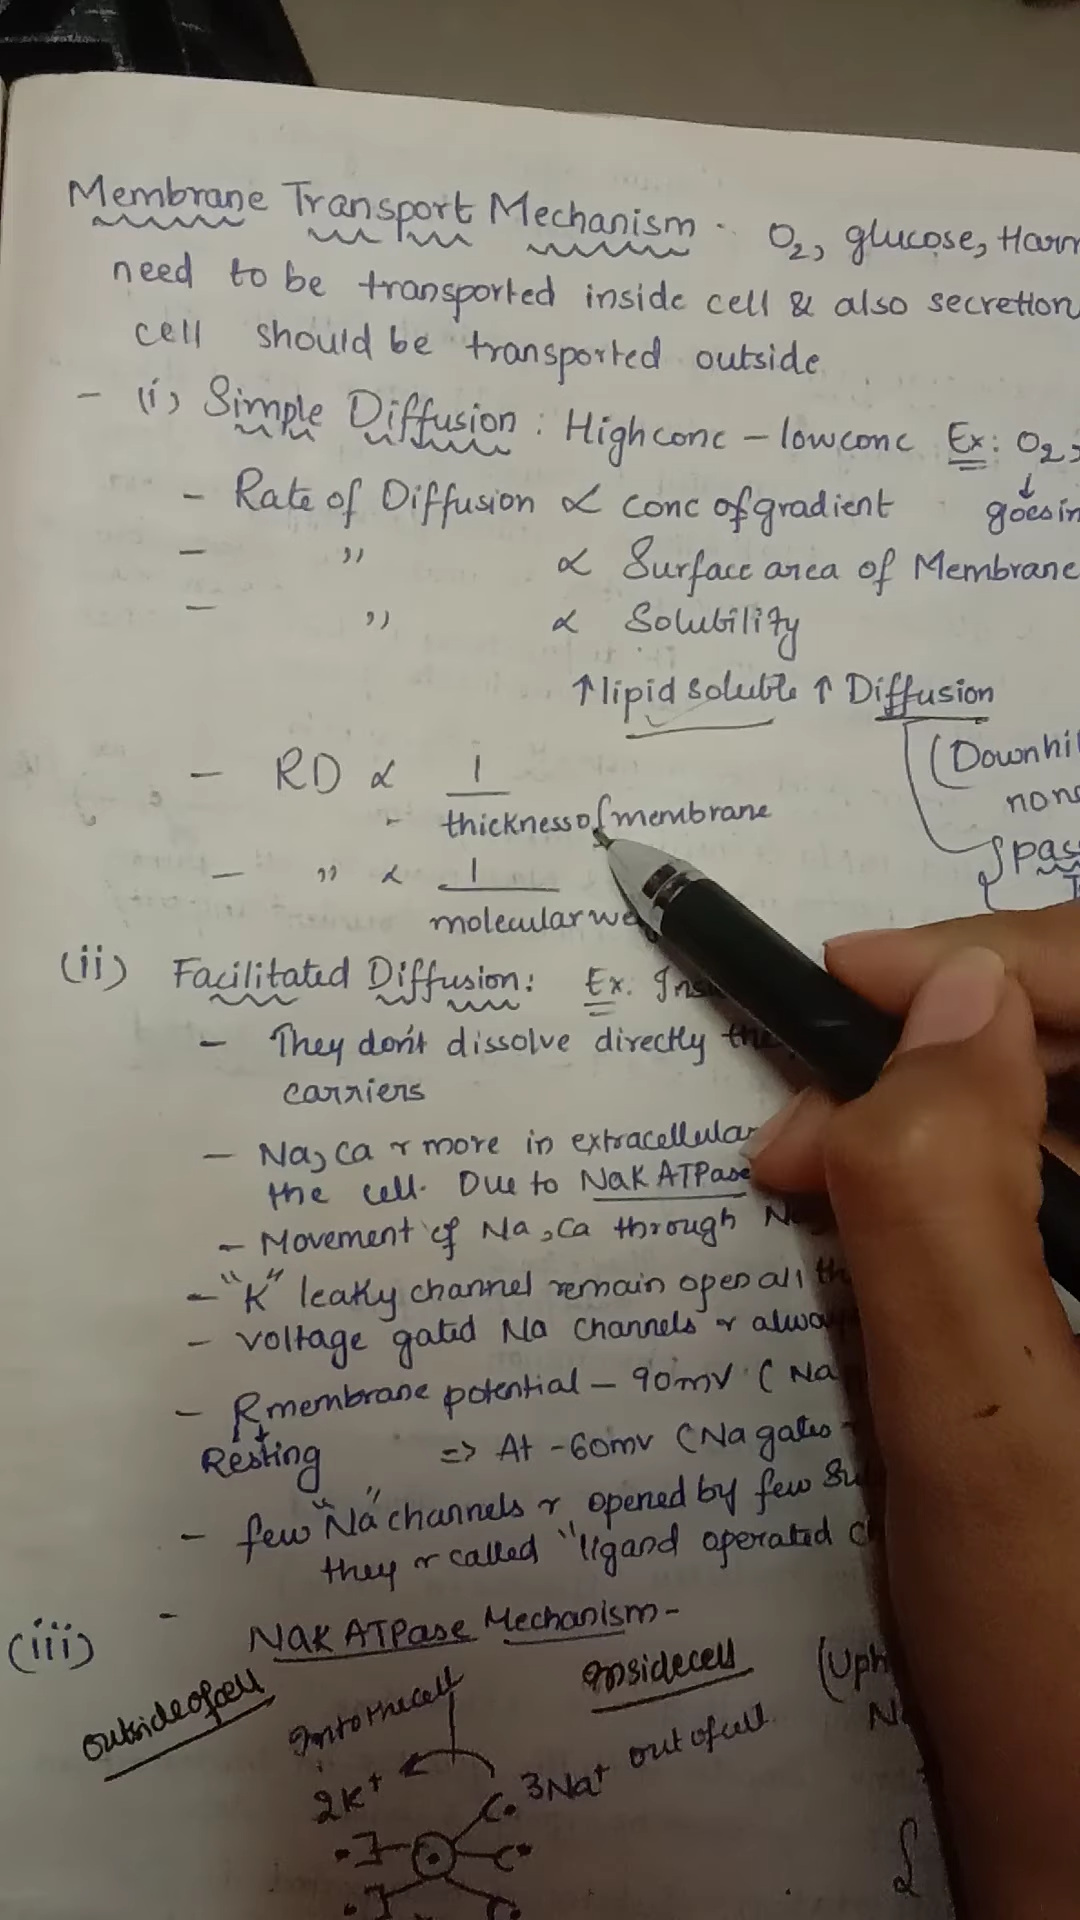 Membrane Transport Mechanism - O2, glucose,
need to be transported inside cell & also secretion
cell should be transported outside
- (i) Simple Diffusion : High conc - low conc Ex: O2,
- Rate of Diffusion ∝ conc of gradient goes in
- " ∝ Surface area of Membrane
- " ∝ Solubility
↑ lipid soluble ↑ Diffusion
(Downhil
- RD ∝ 1
thickness of membrane
- " ∝ 1
molecular
(ii) Facilitated Diffusion: Ex:
- They don't dissolve directly
carriers
- Na, Ca r more in extracellular
the cell. Due to NaK ATPase
- Movement of Na, Ca through
- "K" leaky channel remain open all
- voltage gated Na channels r
- Rmembrane potential - 90mv ( Na
Resting => At -60mv (Na gates
- few "Na" channels r opened by few
they r called "ligand operated
(iii) - NaK ATPase Mechanism -
outside of cell Into the cell Inside cell
2K+ 3Na+ out of cell